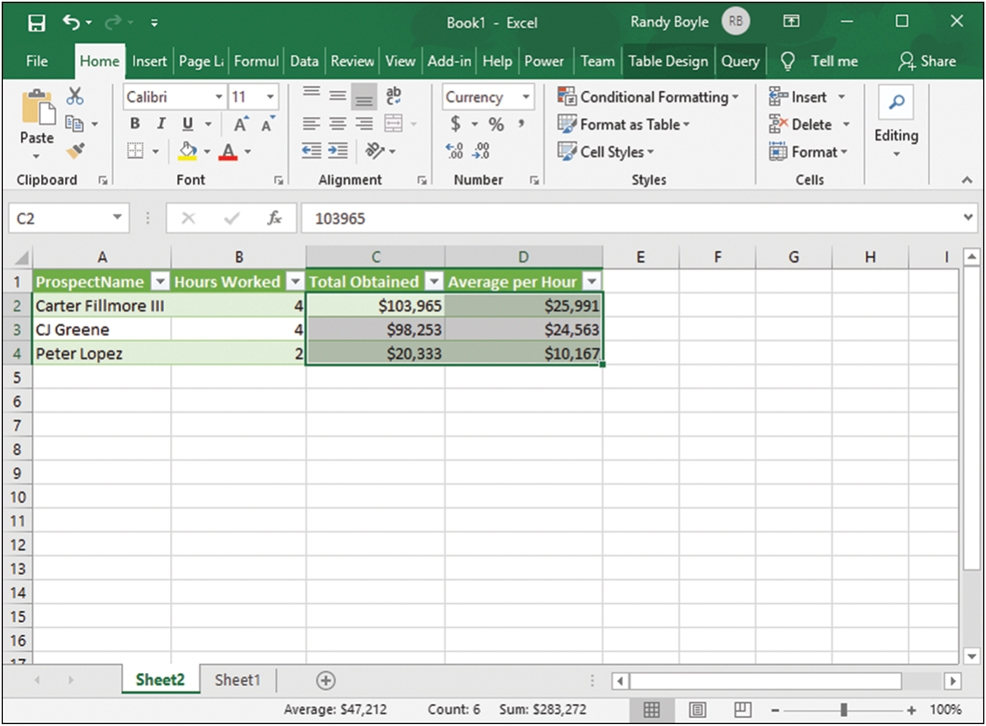 Book1 - Excel Randy Boyle RB
File Home Insert Page L Formul Data Review View Add-in Help Power Team Table Design Query Tell me Share
Paste
Calibri 11
B I U A A
ab
Currency
$ % ,
.00 .00
Conditional Formatting
Format as Table
Cell Styles
Insert
Delete
Format
Editing
Clipboard Font Alignment Number Styles Cells
C2 fx 103965
A B C D E F G H I
1 ProspectName Hours Worked Total Obtained Average per Hour
2 Carter Fillmore III 4 $103,965 $25,991
3 CJ Greene 4 $98,253 $24,563
4 Peter Lopez 2 $20,333 $10,167
5
6
7
8
9
10
11
12
13
14
15
16
17
Sheet2 Sheet1
Average: $47,212 Count: 6 Sum: $283,272 100%